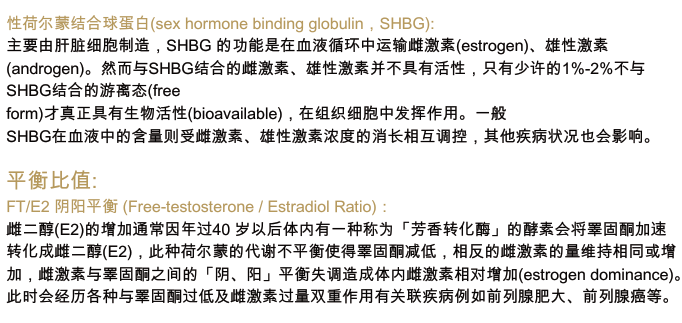 性荷尔蒙结合球蛋白(sex hormone binding globulin，SHBG):
主要由肝脏细胞制造，SHBG 的功能是在血液循环中运输雌激素(estrogen)、雄性激素
(androgen)。然而与SHBG结合的雌激素、雄性激素并不具有活性，只有少许的1%-2%不与
SHBG结合的游离态(free
form)才真正具有生物活性(bioavailable)，在组织细胞中发挥作用。一般
SHBG在血液中的含量则受雌激素、雄性激素浓度的消长相互调控，其他疾病状况也会影响。
平衡比值:
FT/E2 阴阳平衡 (Free-testosterone / Estradiol Ratio)：
雌二醇(E2)的增加通常因年过40 岁以后体内有一种称为「芳香转化酶」的酵素会将睪固酮加速
转化成雌二醇(E2)，此种荷尔蒙的代谢不平衡使得睪固酮减低，相反的雌激素的量维持相同或增
加，雌激素与睪固酮之间的「阴、阳」平衡失调造成体内雌激素相对增加(estrogen dominance)。
此时会经历各种与睪固酮过低及雌激素过量双重作用有关联疾病例如前列腺肥大、前列腺癌等。